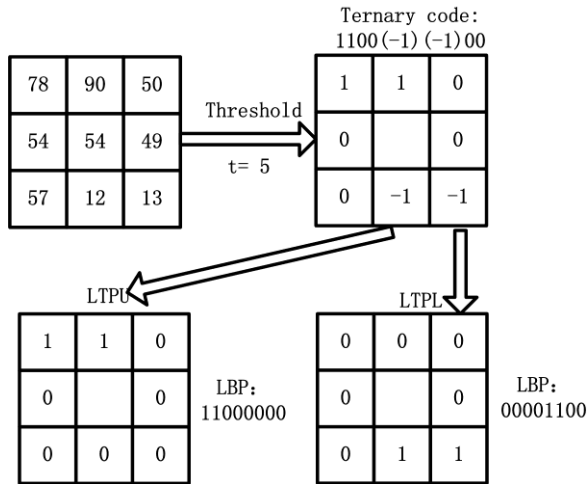 Ternary code:
1100(-1)(-1)00
78 90 50
54 54 49
57 12 13
Threshold
t= 5
1 1 0
0 0
0 -1 -1
LTPU
1 1 0
0 0
0 0 0
LBP:
11000000
LTPL
0 0 0
0 0
0 1 1
LBP:
00001100